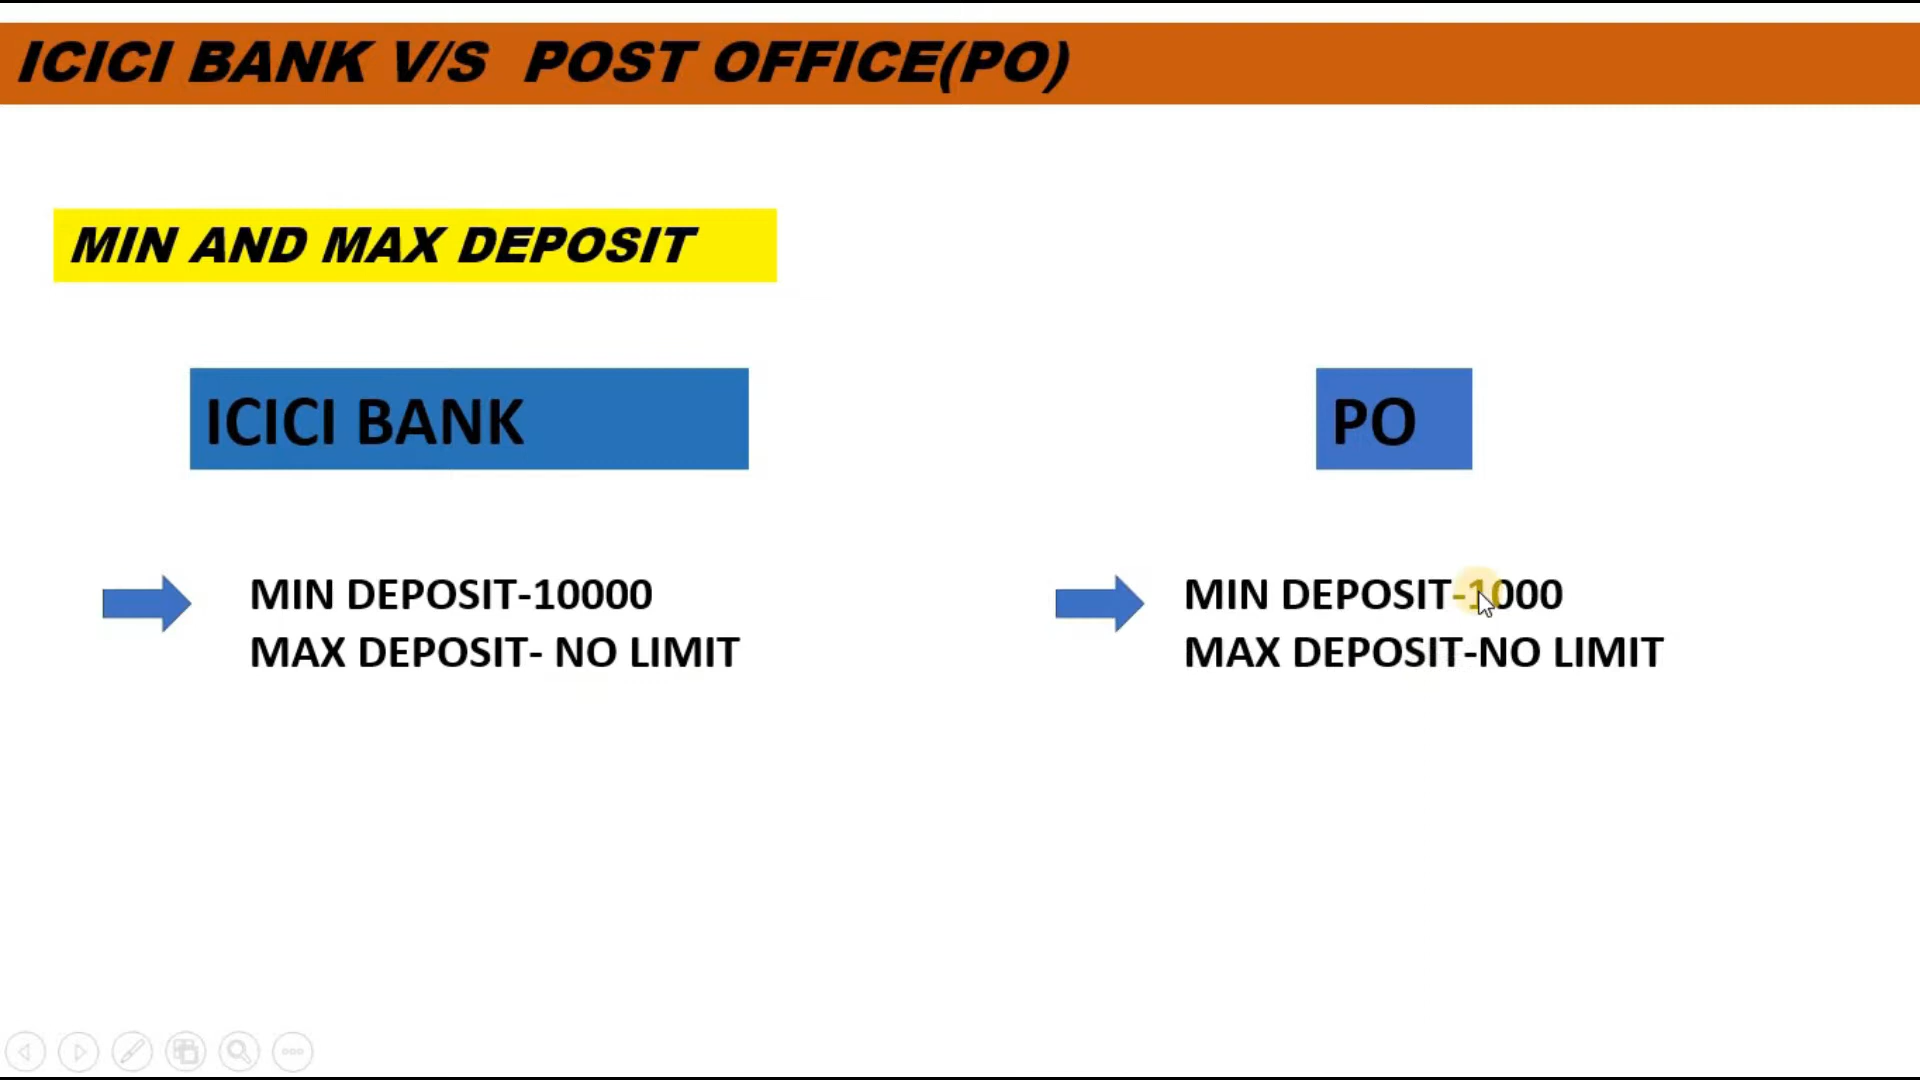 ICICI BANK V/S POST OFFICE(PO)
MIN AND MAX DEPOSIT
ICICI BANK
PO
MIN DEPOSIT-10000
MAX DEPOSIT- NO LIMIT
MIN DEPOSIT-1000
MAX DEPOSIT-NO LIMIT